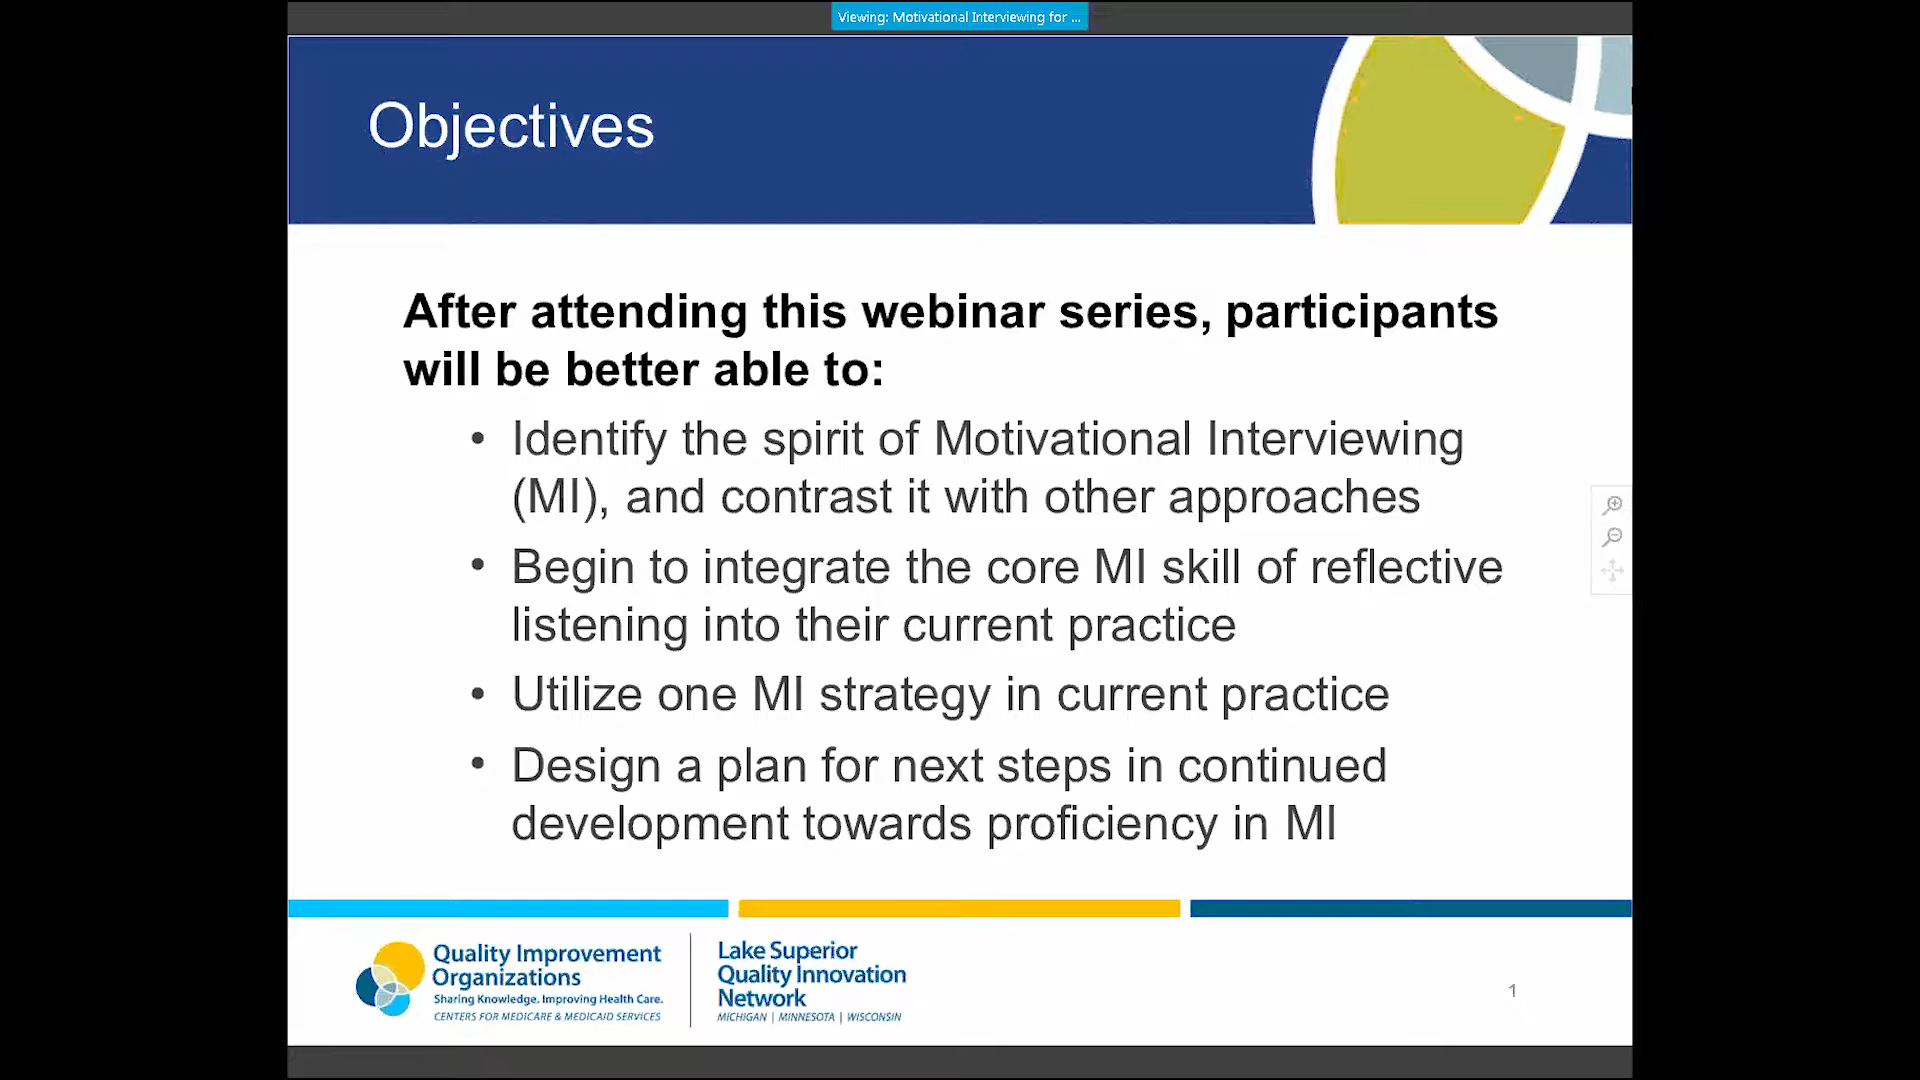 Viewing: Motivational Interviewing for ...
Objectives
After attending this webinar series, participants
will be better able to:
• Identify the spirit of Motivational Interviewing
(MI), and contrast it with other approaches
• Begin to integrate the core MI skill of reflective
listening into their current practice
• Utilize one MI strategy in current practice
• Design a plan for next steps in continued
development towards proficiency in MI
Quality Improvement
Organizations
Sharing Knowledge. Improving Health Care.
CENTERS FOR MEDICARE & MEDICAID SERVICES
Lake Superior
Quality Innovation
Network
MICHIGAN | MINNESOTA | WISCONSIN
1